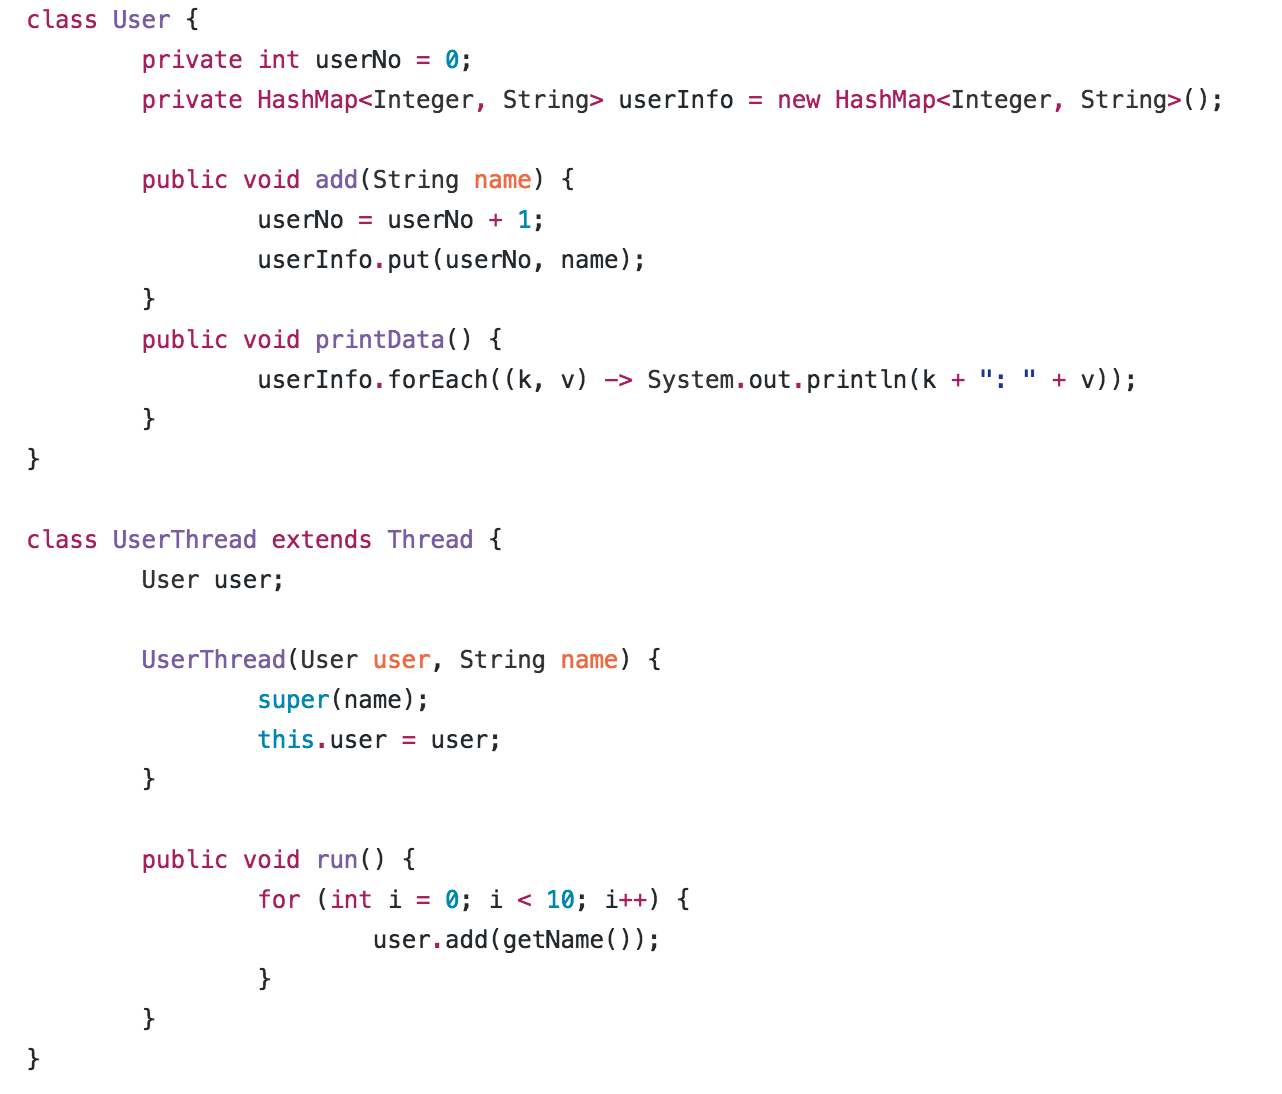 class User {
private int userNo = 0;
private HashMap<Integer, String> userInfo = new HashMap<Integer, String>();
public void add(String name) {
userNo = userNo + 1;
userInfo.put(userNo, name);
}
public void printData() {
userInfo.forEach((k, v) -> System.out.println(k + ": " + v));
}
}
class UserThread extends Thread {
User user;
UserThread(User user, String name) {
super(name);
this.user = user;
}
public void run() {
for (int i = 0; i < 10; i++) {
user.add(getName());
}
}
}